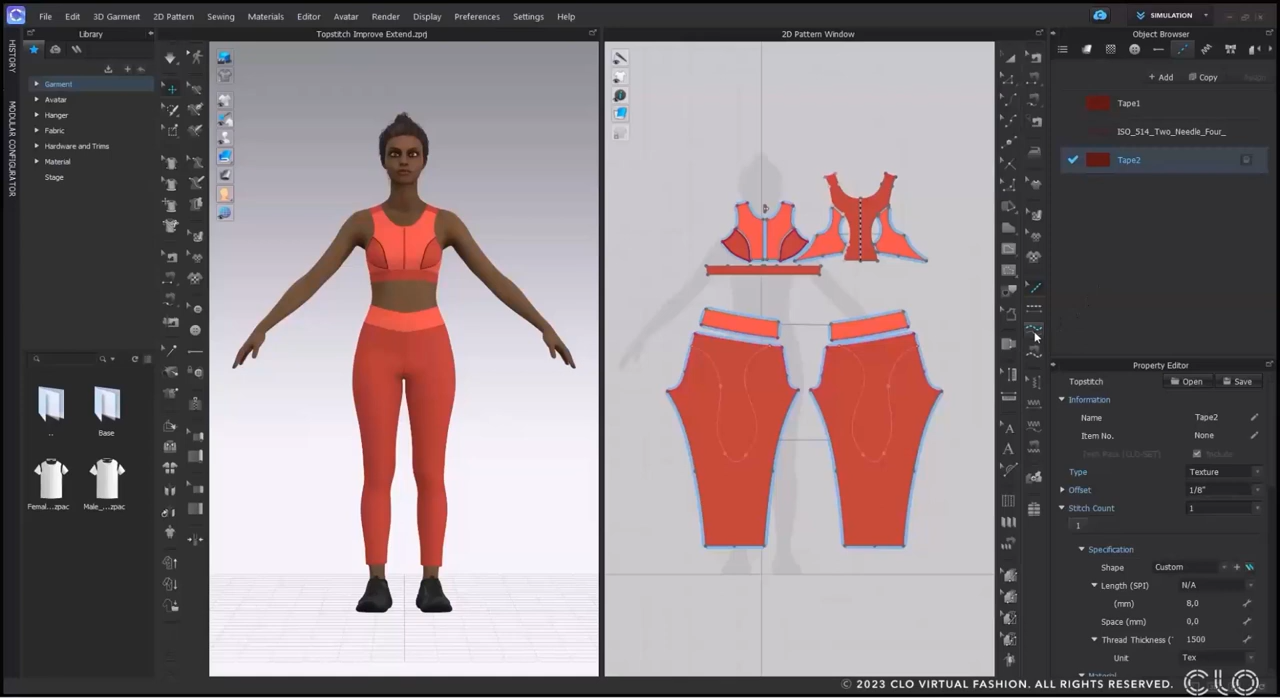 File Edit 3D Garment 2D Pattern Sewing Materials Editor Avatar Render Display Preferences Settings Help
SIMULATION
HISTORY
MODULAR CONFIGURATOR
Library
Topstitch Improve Extend.zprj
2D Pattern Window
Object Browser
Garment
Avatar
Hanger
Fabric
Hardware and Trims
Material
Stage
..
Base
Femal...zpac
Male_...zpac
+ Add
Copy
Tape1
ISO_514_Two_Needle_Four_
Tape2
Property Editor
Topstitch
Open
Save
Information
Name Tape2
Item No. None
Type Texture
Offset 1/8"
Stitch Count 1
1
Specification
Shape Custom
Length (SPI) N/A
(mm) 8,0
Space (mm) 0,0
Thread Thickness (' 1500
Unit Tex
© 2023 CLO VIRTUAL FASHION. ALL RIGHTS RESERVED.
CLO